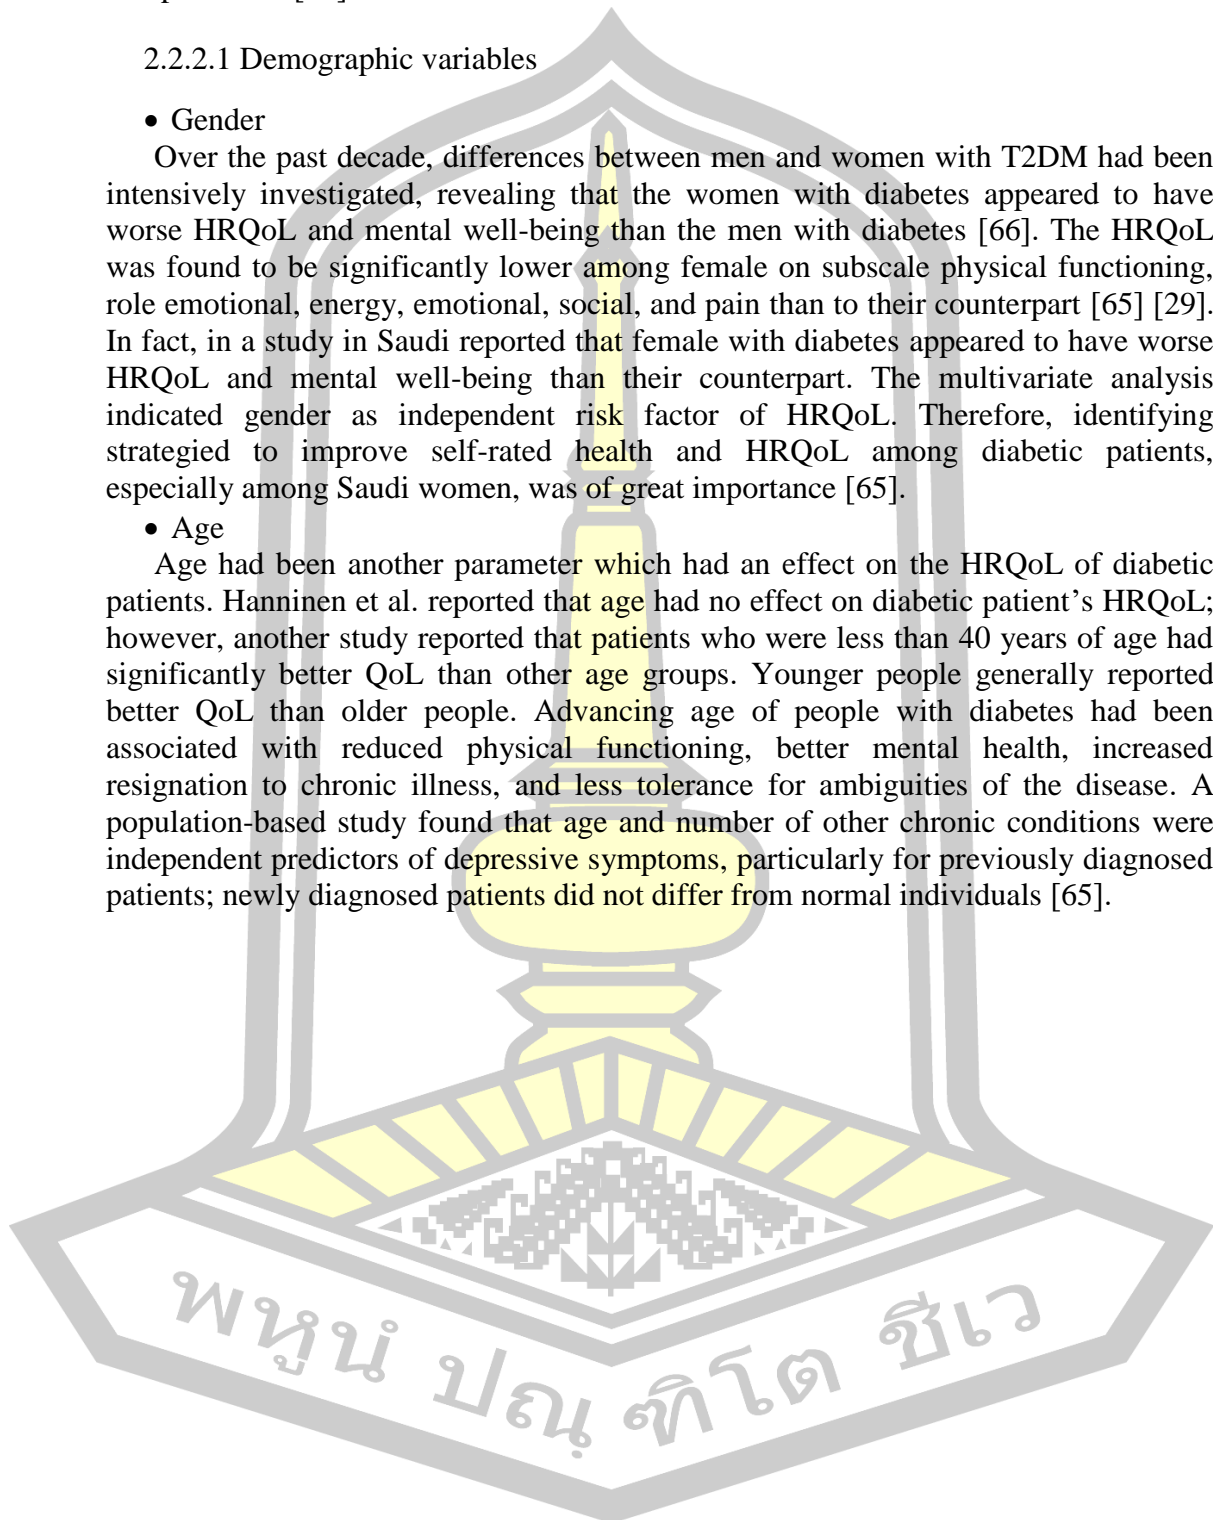 2.2.2.1 Demographic variables
• Gender
Over the past decade, differences between men and women with T2DM had been
intensively investigated, revealing that the women with diabetes appeared to have
worse HRQoL and mental well-being than the men with diabetes [66]. The HRQoL
was found to be significantly lower among female on subscale physical functioning,
role emotional, energy, emotional, social, and pain than to their counterpart [65] [29].
In fact, in a study in Saudi reported that female with diabetes appeared to have worse
HRQoL and mental well-being than their counterpart. The multivariate analysis
indicated gender as independent risk factor of HRQoL. Therefore, identifying
strategied to improve self-rated health and HRQoL among diabetic patients,
especially among Saudi women, was of great importance [65].
• Age
Age had been another parameter which had an effect on the HRQoL of diabetic
patients. Hanninen et al. reported that age had no effect on diabetic patient’s HRQoL;
however, another study reported that patients who were less than 40 years of age had
significantly better QoL than other age groups. Younger people generally reported
better QoL than older people. Advancing age of people with diabetes had been
associated with reduced physical functioning, better mental health, increased
resignation to chronic illness, and less tolerance for ambiguities of the disease. A
population-based study found that age and number of other chronic conditions were
independent predictors of depressive symptoms, particularly for previously diagnosed
patients; newly diagnosed patients did not differ from normal individuals [65].
พหูนํ ปณฺ ฑิโต ชีเว